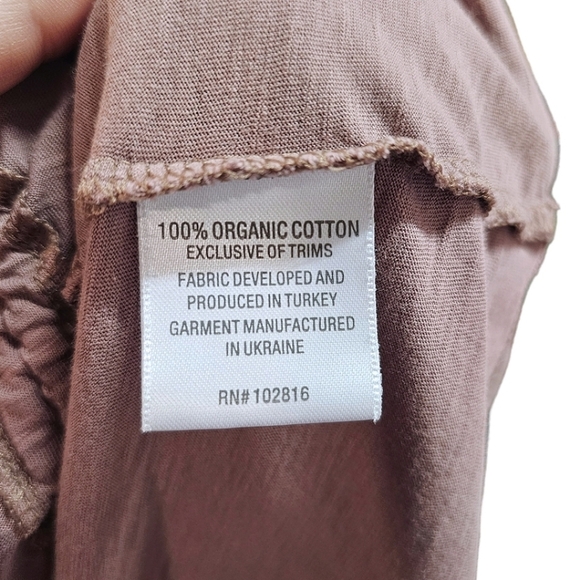 100% ORGANIC COTTON
EXCLUSIVE OF TRIMS
FABRIC DEVELOPED AND
PRODUCED IN TURKEY
GARMENT MANUFACTURED
IN UKRAINE
RN# 102816